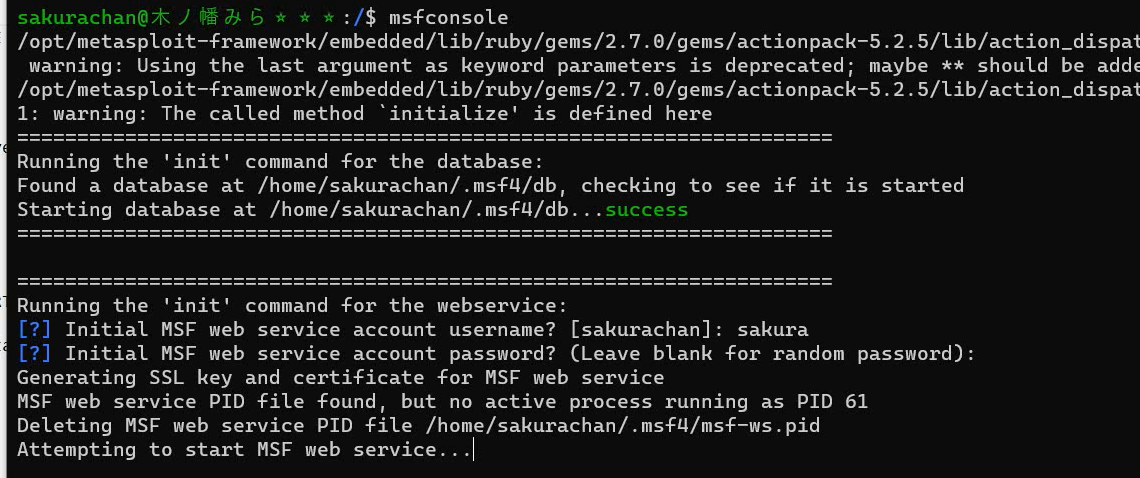 sakurachan@木ノ幡みら⭐⭐⭐:/$ msfconsole
/opt/metasploit-framework/embedded/lib/ruby/gems/2.7.0/gems/actionpack-5.2.5/lib/action_dispat
warning: Using the last argument as keyword parameters is deprecated; maybe ** should be adde
/opt/metasploit-framework/embedded/lib/ruby/gems/2.7.0/gems/actionpack-5.2.5/lib/action_dispat
1: warning: The called method `initialize' is defined here
====================================================================
Running the 'init' command for the database:
Found a database at /home/sakurachan/.msf4/db, checking to see if it is started
Starting database at /home/sakurachan/.msf4/db...success
====================================================================
====================================================================
Running the 'init' command for the webservice:
[?] Initial MSF web service account username? [sakurachan]: sakura
[?] Initial MSF web service account password? (Leave blank for random password):
Generating SSL key and certificate for MSF web service
MSF web service PID file found, but no active process running as PID 61
Deleting MSF web service PID file /home/sakurachan/.msf4/msf-ws.pid
Attempting to start MSF web service...